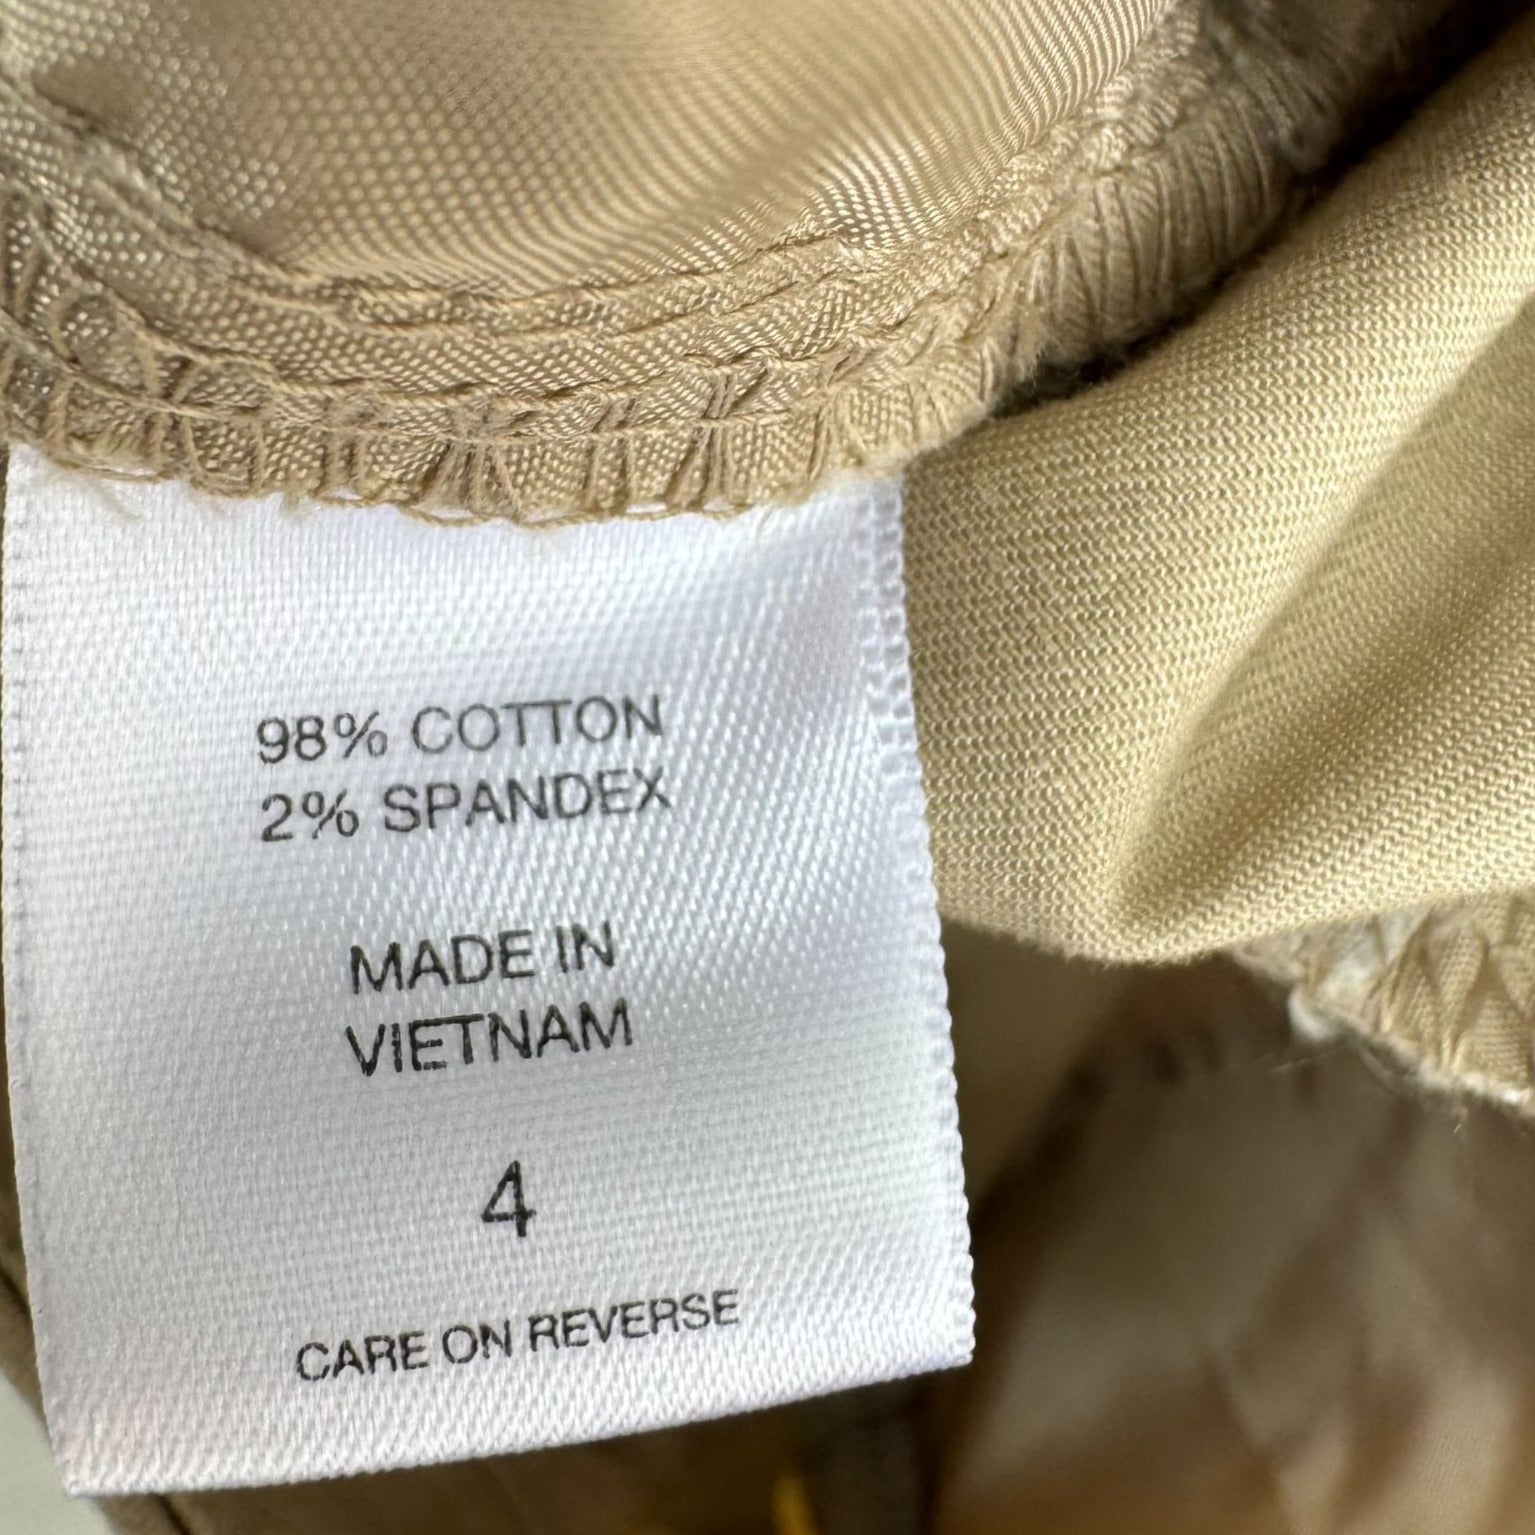 98% COTTON
2% SPANDEX
MADE IN
VIETNAM
4
CARE ON REVERSE